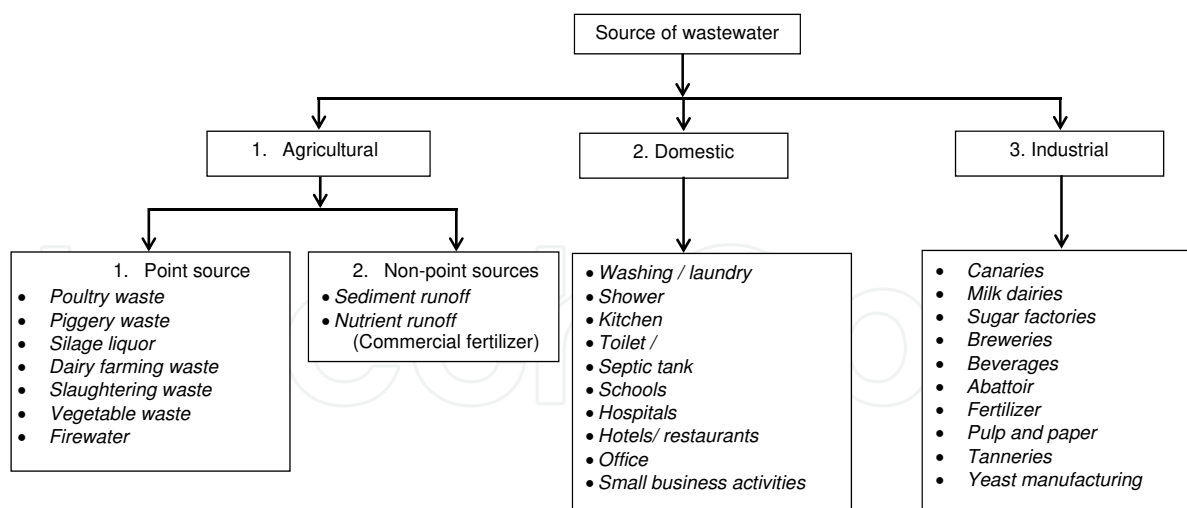 Source of wastewater
1. Agricultural
2. Domestic
3. Industrial
1. Point source
• Poultry waste
• Piggery waste
• Silage liquor
• Dairy farming waste
• Slaughtering waste
• Vegetable waste
• Firewater
2. Non-point sources
• Sediment runoff
• Nutrient runoff
(Commercial fertilizer)
• Washing / laundry
• Shower
• Kitchen
• Toilet /
• Septic tank
• Schools
• Hospitals
• Hotels/ restaurants
• Office
• Small business activities
• Canaries
• Milk dairies
• Sugar factories
• Breweries
• Beverages
• Abattoir
• Fertilizer
• Pulp and paper
• Tanneries
• Yeast manufacturing